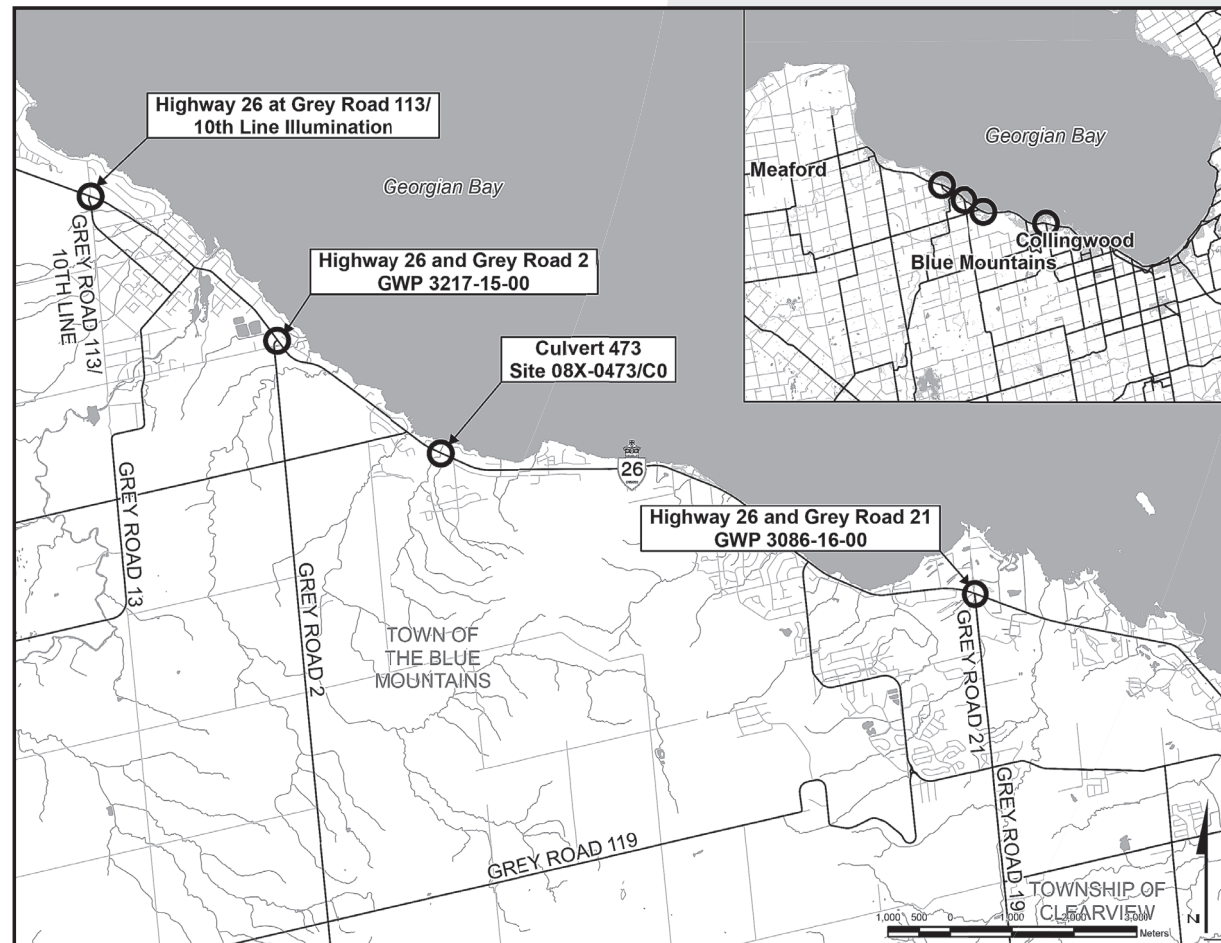 Highway 26 at Grey Road 113/
10th Line Illumination
Georgian Bay
Georgian Bay
Meaford
Collingwood
Blue Mountains
GREY ROAD 113/
10TH LINE
Highway 26 and Grey Road 2
GWP 3217-15-00
Culvert 473
Site 08X-0473/C0
26
GREY ROAD 13
Highway 26 and Grey Road 21
GWP 3086-16-00
GREY ROAD 2
TOWN OF
THE BLUE
MOUNTAINS
GREY ROAD 21
GREY ROAD 19
GREY ROAD 119
TOWNSHIP OF
CLEARVIEW
1,000 500 0 1,000 2,000 3,000
Meters
N